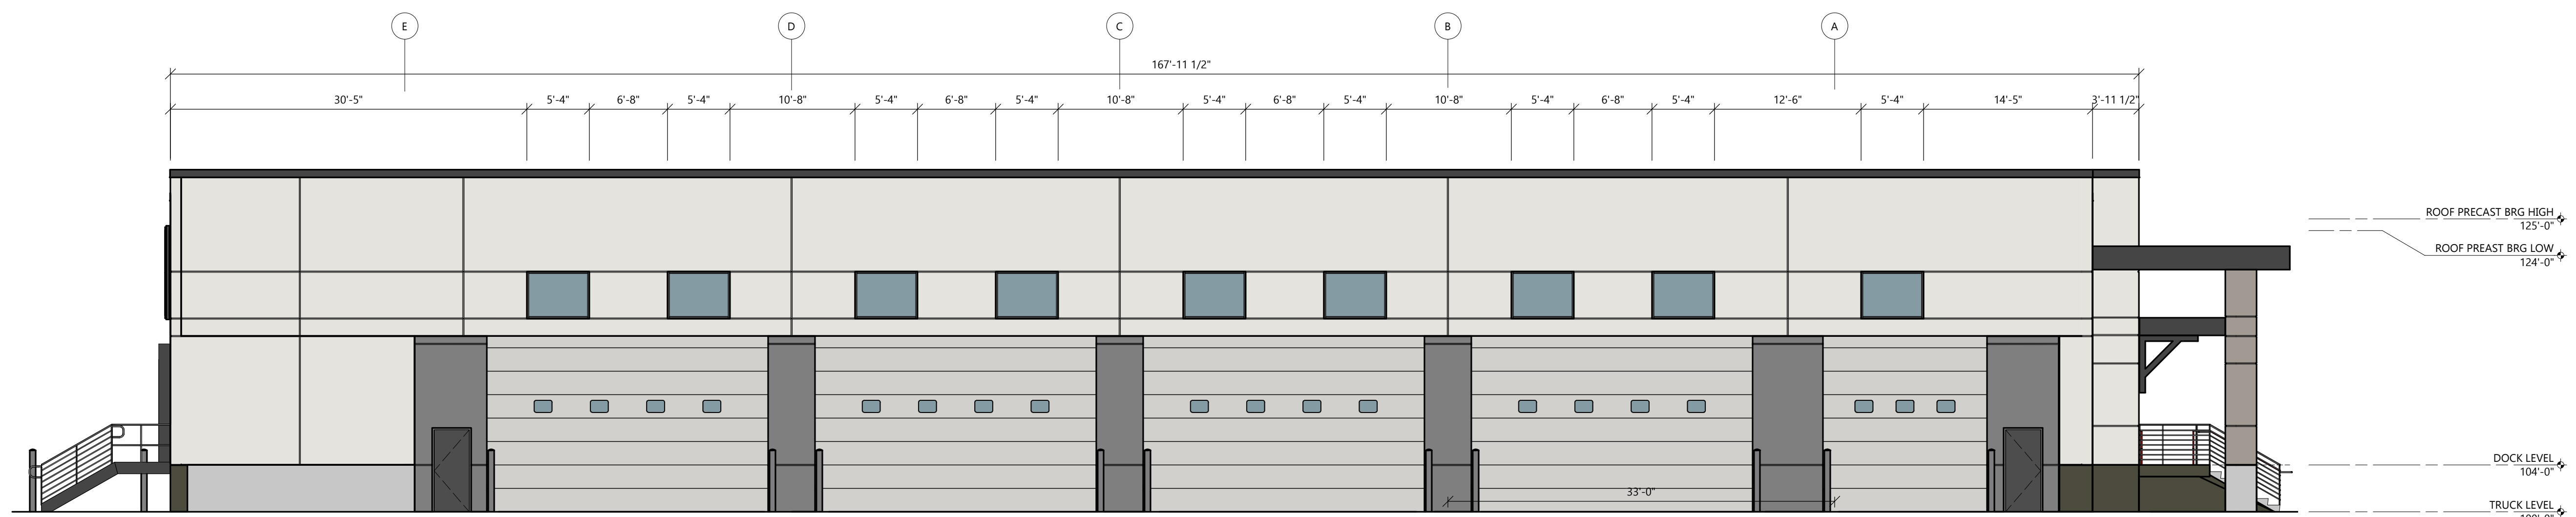 E D C B A
167'-11 1/2"
30'-5" 5'-4" 6'-8" 5'-4" 10'-8" 5'-4" 6'-8" 5'-4" 10'-8" 5'-4" 6'-8" 5'-4" 10'-8" 5'-4" 6'-8" 5'-4" 12'-6" 5'-4" 14'-5" 3'-11 1/2"
ROOF PRECAST BRG HIGH
125'-0"
ROOF PREAST BRG LOW
124'-0"
DOCK LEVEL
104'-0"
33'-0"
TRUCK LEVEL